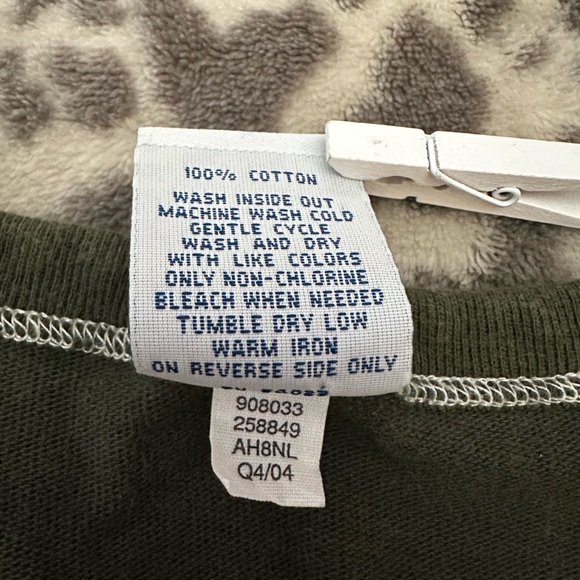 100% COTTON
WASH INSIDE OUT
MACHINE WASH COLD
GENTLE CYCLE
WASH AND DRY
WITH LIKE COLORS
ONLY NON-CHLORINE
BLEACH WHEN NEEDED
TUMBLE DRY LOW
WARM IRON
ON REVERSE SIDE ONLY
908033
258849
AH8NL
Q4/04